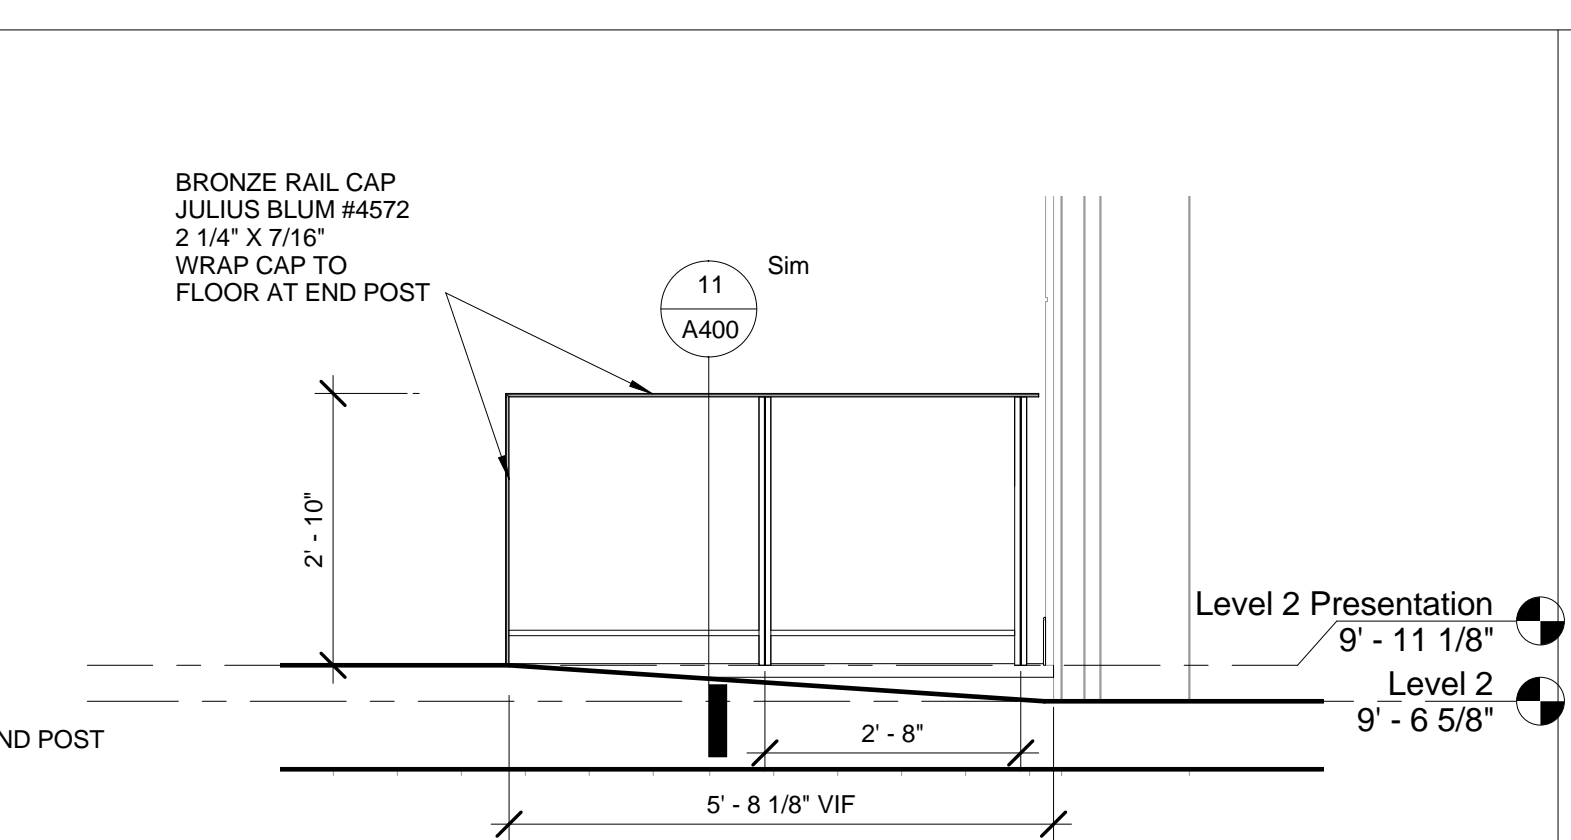 BRONZE RAIL CAP
JULIUS BLUM #4572
2 1/4" X 7/16"
WRAP CAP TO
FLOOR AT END POST
11
A400
Sim
2' - 10"
Level 2 Presentation
9' - 11 1/8"
Level 2
9' - 6 5/8"
ND POST
2' - 8"
5' - 8 1/8" VIF